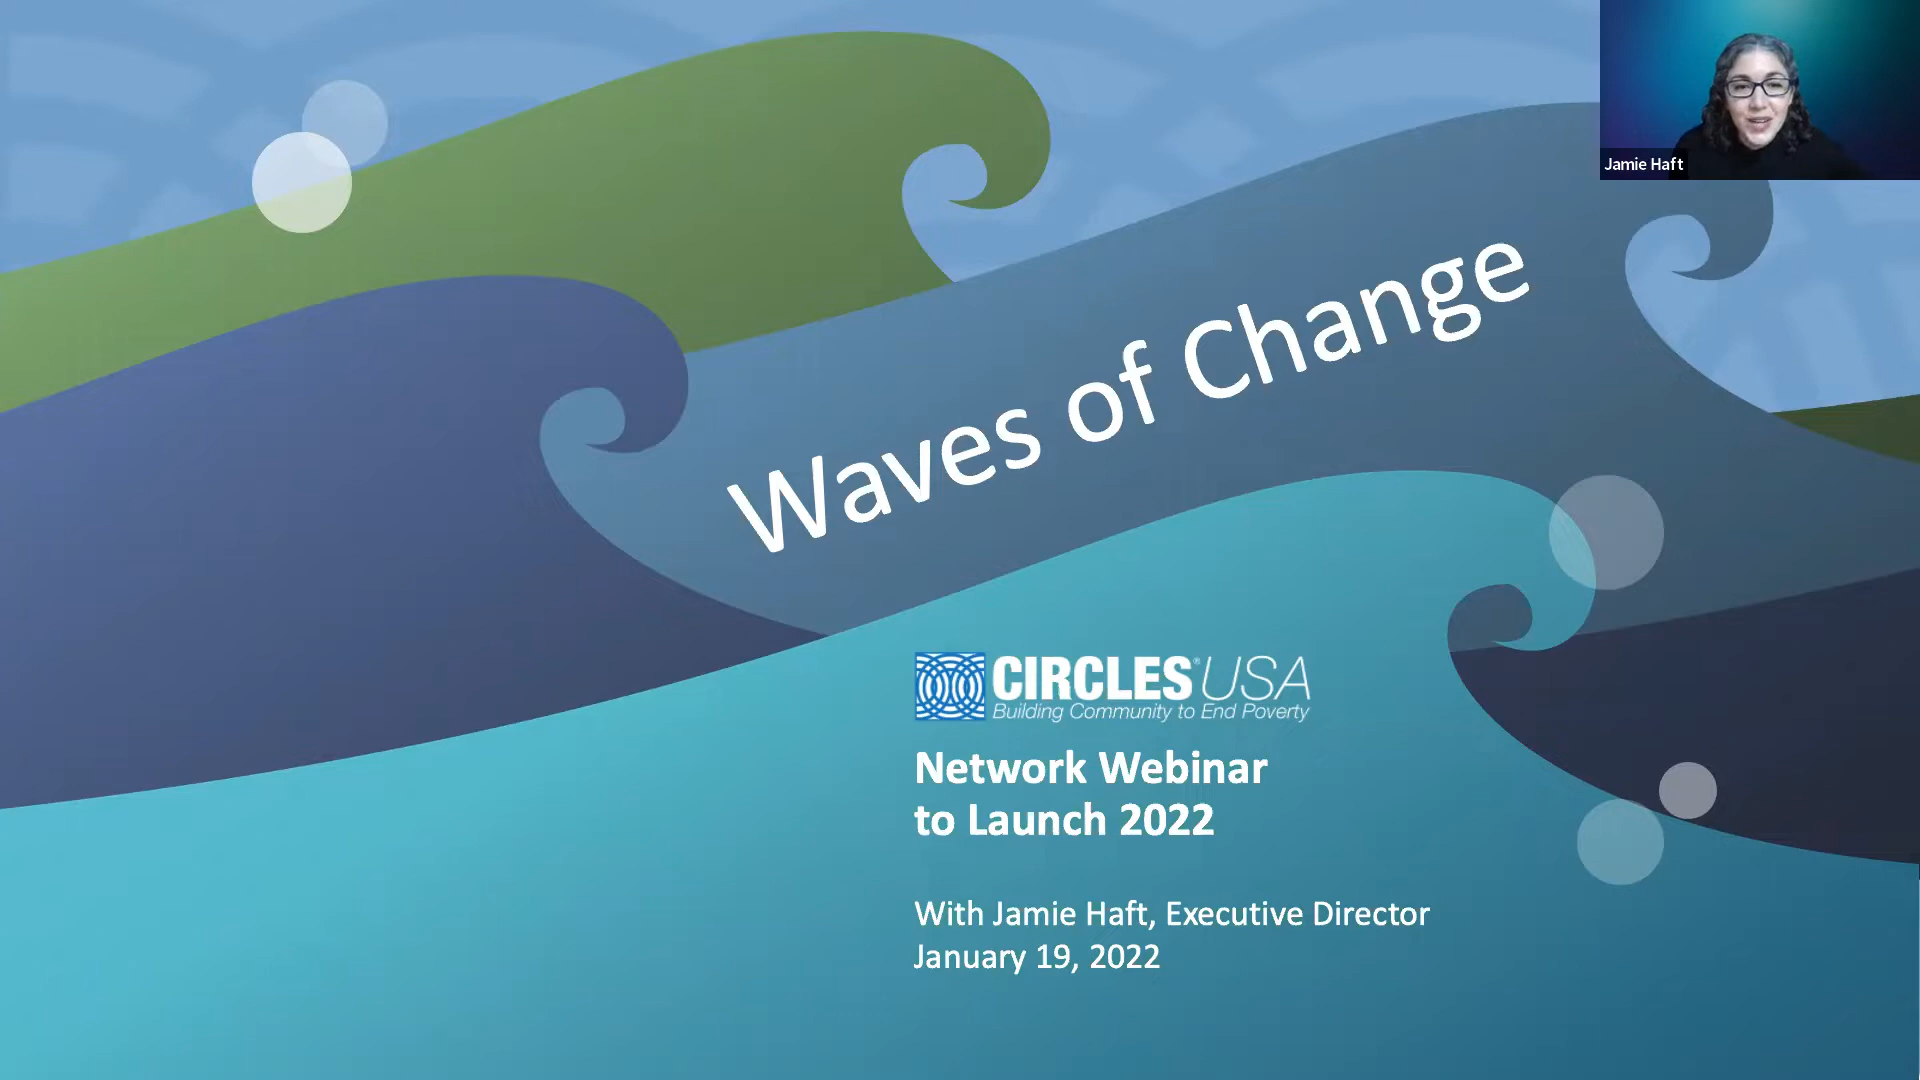 Jamie Haft
Waves of Change
CIRCLES® USA
Building Community to End Poverty
Network Webinar
to Launch 2022
With Jamie Haft, Executive Director
January 19, 2022